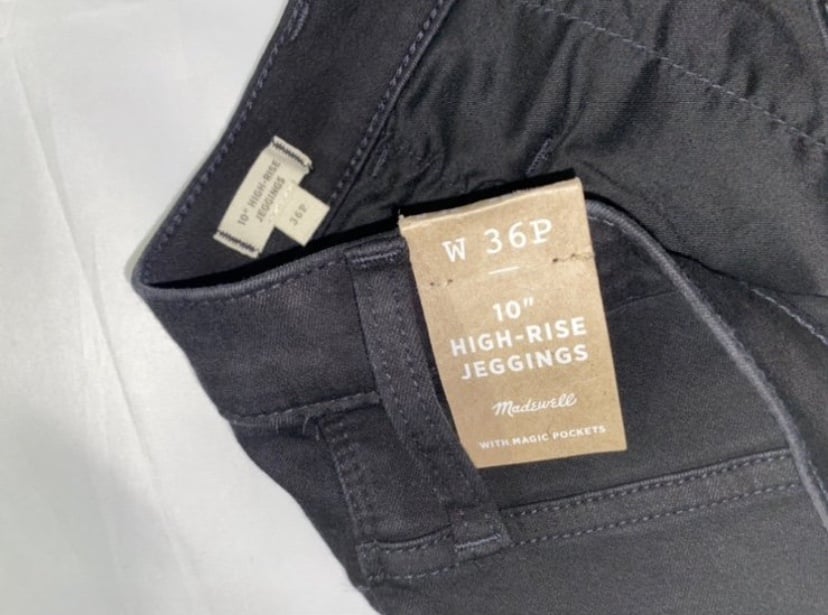 10" HIGH-RISE
JEGGINGS
36P
W 36P
10"
HIGH-RISE
JEGGINGS
Madewell
WITH MAGIC POCKETS